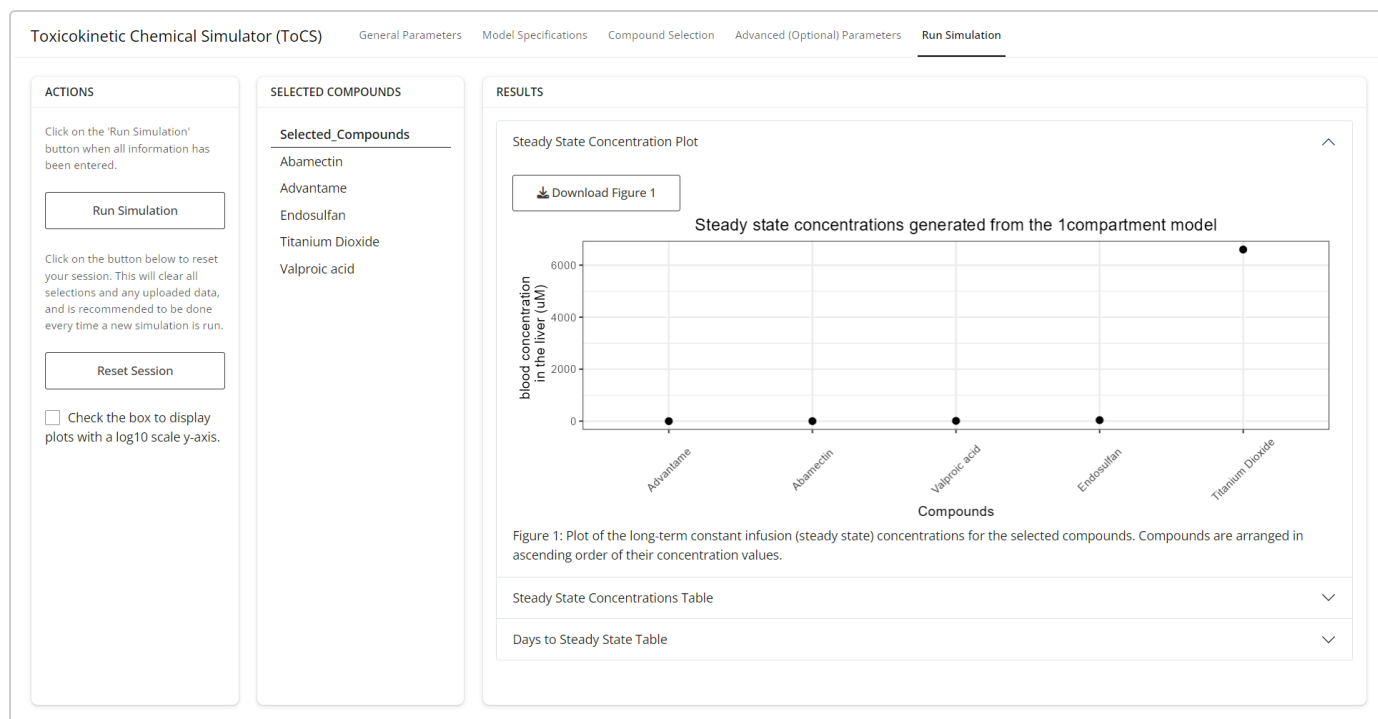 Toxicokinetic Chemical Simulator (ToCS)
General Parameters
Model Specifications
Compound Selection
Advanced (Optional) Parameters
Run Simulation
ACTIONS
Click on the 'Run Simulation'
button when all information has
been entered.
Run Simulation
Click on the button below to reset
your session. This will clear all
selections and any uploaded data,
and is recommended to be done
every time a new simulation is run.
Reset Session
Check the box to display
plots with a log10 scale y-axis.
SELECTED COMPOUNDS
Selected_Compounds
Abamectin
Advantame
Endosulfan
Titanium Dioxide
Valproic acid
RESULTS
Steady State Concentration Plot
Download Figure 1
Steady state concentrations generated from the 1compartment model
blood concentration
in the liver (uM)
6000
4000
2000
0
Advantame
Abamectin
Valproic acid
Endosulfan
Titanium Dioxide
Compounds
Figure 1: Plot of the long-term constant infusion (steady state) concentrations for the selected compounds. Compounds are arranged in
ascending order of their concentration values.
Steady State Concentrations Table
Days to Steady State Table